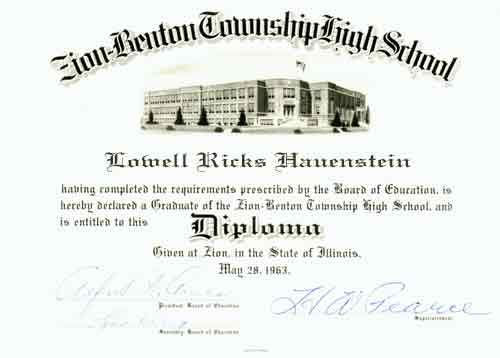 Zion-Benton Township High School
Lowell Ricks Hauenstein
having completed the requirements prescribed by the Board of Education, is
hereby declared a Graduate of the Zion-Benton Township High School, and
is entitled to this Diploma
Given at Zion, in the State of Illinois,
May 28, 1963.
H W Pearce
President Board of Education
Superintendent
Secretary Board of Education